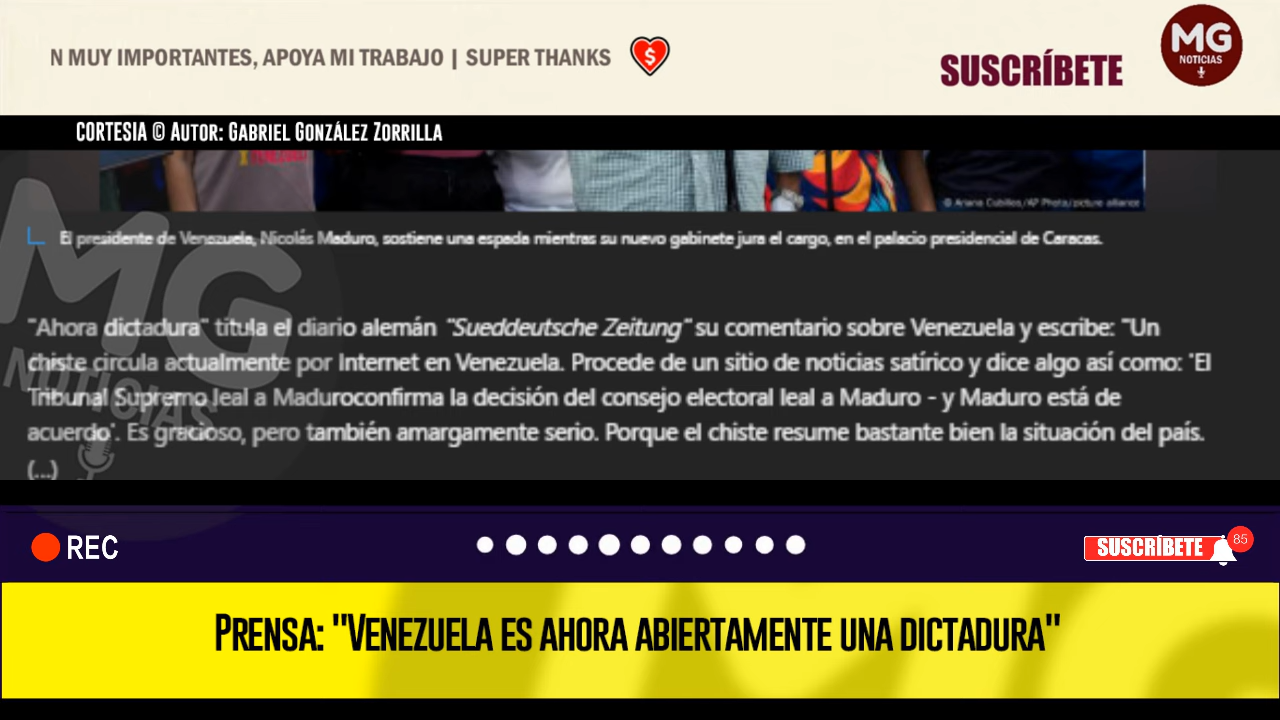 N MUY IMPORTANTES, APOYA MI TRABAJO | SUPER THANKS
$
SUSCRÍBETE
MG
NOTICIAS
CORTESIA © AUTOR: GABRIEL GONZÁLEZ ZORRILLA
© Ariana Cubillos/AP Photo/picture alliance
El presidente de Venezuela, Nicolás Maduro, sostiene una espada mientras su nuevo gabinete jura el cargo, en el palacio presidencial de Caracas.
"Ahora dictadura" titula el diario alemán "Sueddeutsche Zeitung" su comentario sobre Venezuela y escribe: "Un
chiste circula actualmente por Internet en Venezuela. Procede de un sitio de noticias satírico y dice algo así como: 'El
Tribunal Supremo leal a Maduroconfirma la decisión del consejo electoral leal a Maduro - y Maduro está de
acuerdo'. Es gracioso, pero también amargamente serio. Porque el chiste resume bastante bien la situación del país.
(...)
MG
NOTICIAS
REC
SUSCRÍBETE
85
PRENSA: "VENEZUELA ES AHORA ABIERTAMENTE UNA DICTADURA"